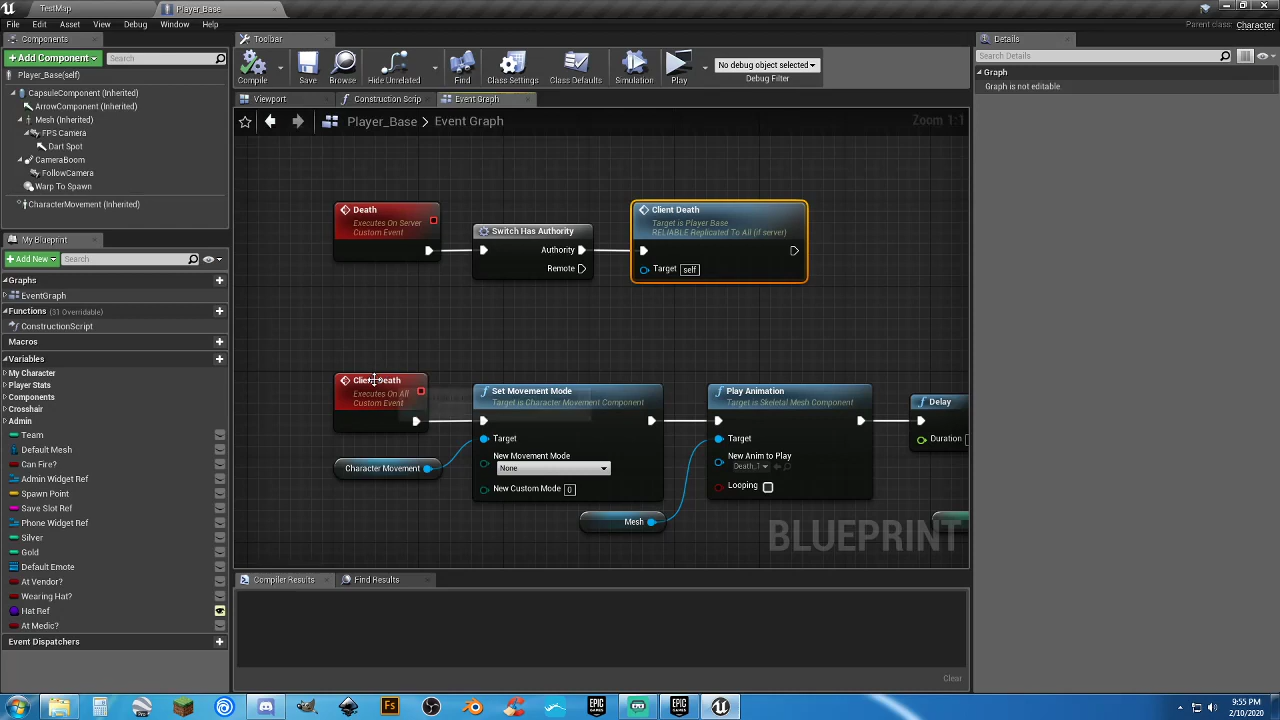 TestMap
Player_Base
File Edit Asset View Debug Window Help
Parent class: Character
Components
+Add Component
Search
Player_Base(self)
CapsuleComponent (Inherited)
ArrowComponent (Inherited)
Mesh (Inherited)
FPS Camera
Dart Spot
CameraBoom
FollowCamera
Warp To Spawn
CharacterMovement (Inherited)
My Blueprint
+Add New
Search
Graphs
EventGraph
Functions (31 Overridable)
ConstructionScript
Macros
Variables
My Character
Player Stats
Components
Crosshair
Admin
Team
Default Mesh
Can Fire?
Admin Widget Ref
Spawn Point
Save Slot Ref
Phone Widget Ref
Silver
Gold
Default Emote
At Vendor?
Wearing Hat?
Hat Ref
At Medic?
Event Dispatchers
Toolbar
Compile Save Browse Hide Unrelated Find Class Settings Class Defaults Simulation Play
No debug object selected
Debug Filter
Viewport
Construction Scrip
Event Graph
Player_Base > Event Graph
Zoom 1:1
Death
Executes On Server
Custom Event
Switch Has Authority
Authority
Remote
Client Death
Target is Player Base
RELIABLE Replicated To All (if server)
Target self
Client Death
Executes On All
Custom Event
Character Movement
Set Movement Mode
Target is Character Movement Component
Target
New Movement Mode
None
New Custom Mode 0
Mesh
Play Animation
Target is Skeletal Mesh Component
Target
New Anim to Play
Death_1
Looping
Delay
Duration
BLUEPRINT
Compiler Results
Find Results
Clear
Details
Search Details
Graph
Graph is not editable.
Pro
Fs
EPIC
GAMES
EPIC
GAMES
9:55 PM
2/10/2020